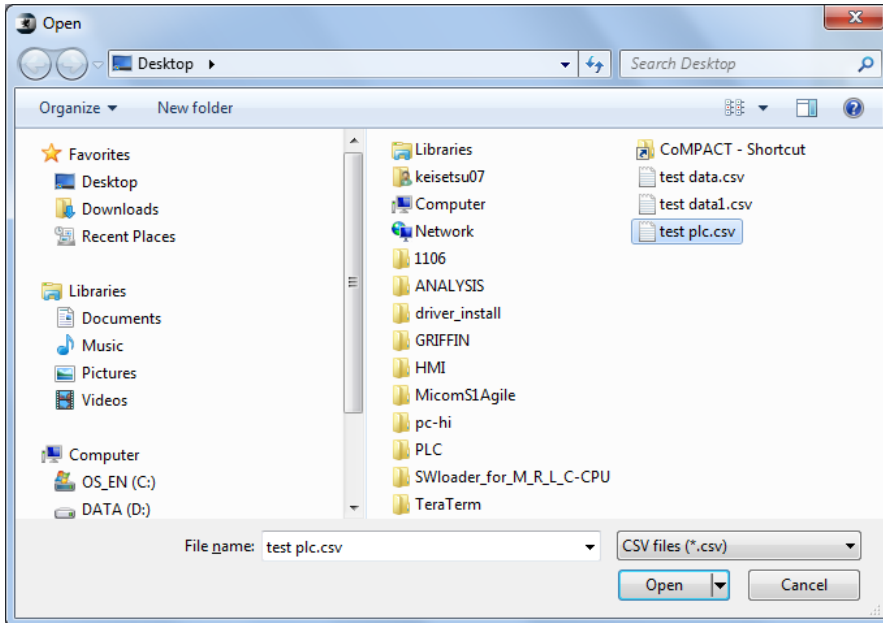 Open
Desktop
Search Desktop
Organize
New folder
Favorites
Desktop
Downloads
Recent Places
Libraries
Documents
Music
Pictures
Videos
Computer
OS_EN (C:)
DATA (D:)
Libraries
keisetsu07
Computer
Network
1106
ANALYSIS
driver_install
GRIFFIN
HMI
MicomS1Agile
pc-hi
PLC
SWloader_for_M_R_L_C-CPU
TeraTerm
CoMPACT - Shortcut
test data.csv
test data1.csv
test plc.csv
File name: test plc.csv
CSV files (*.csv)
Open
Cancel